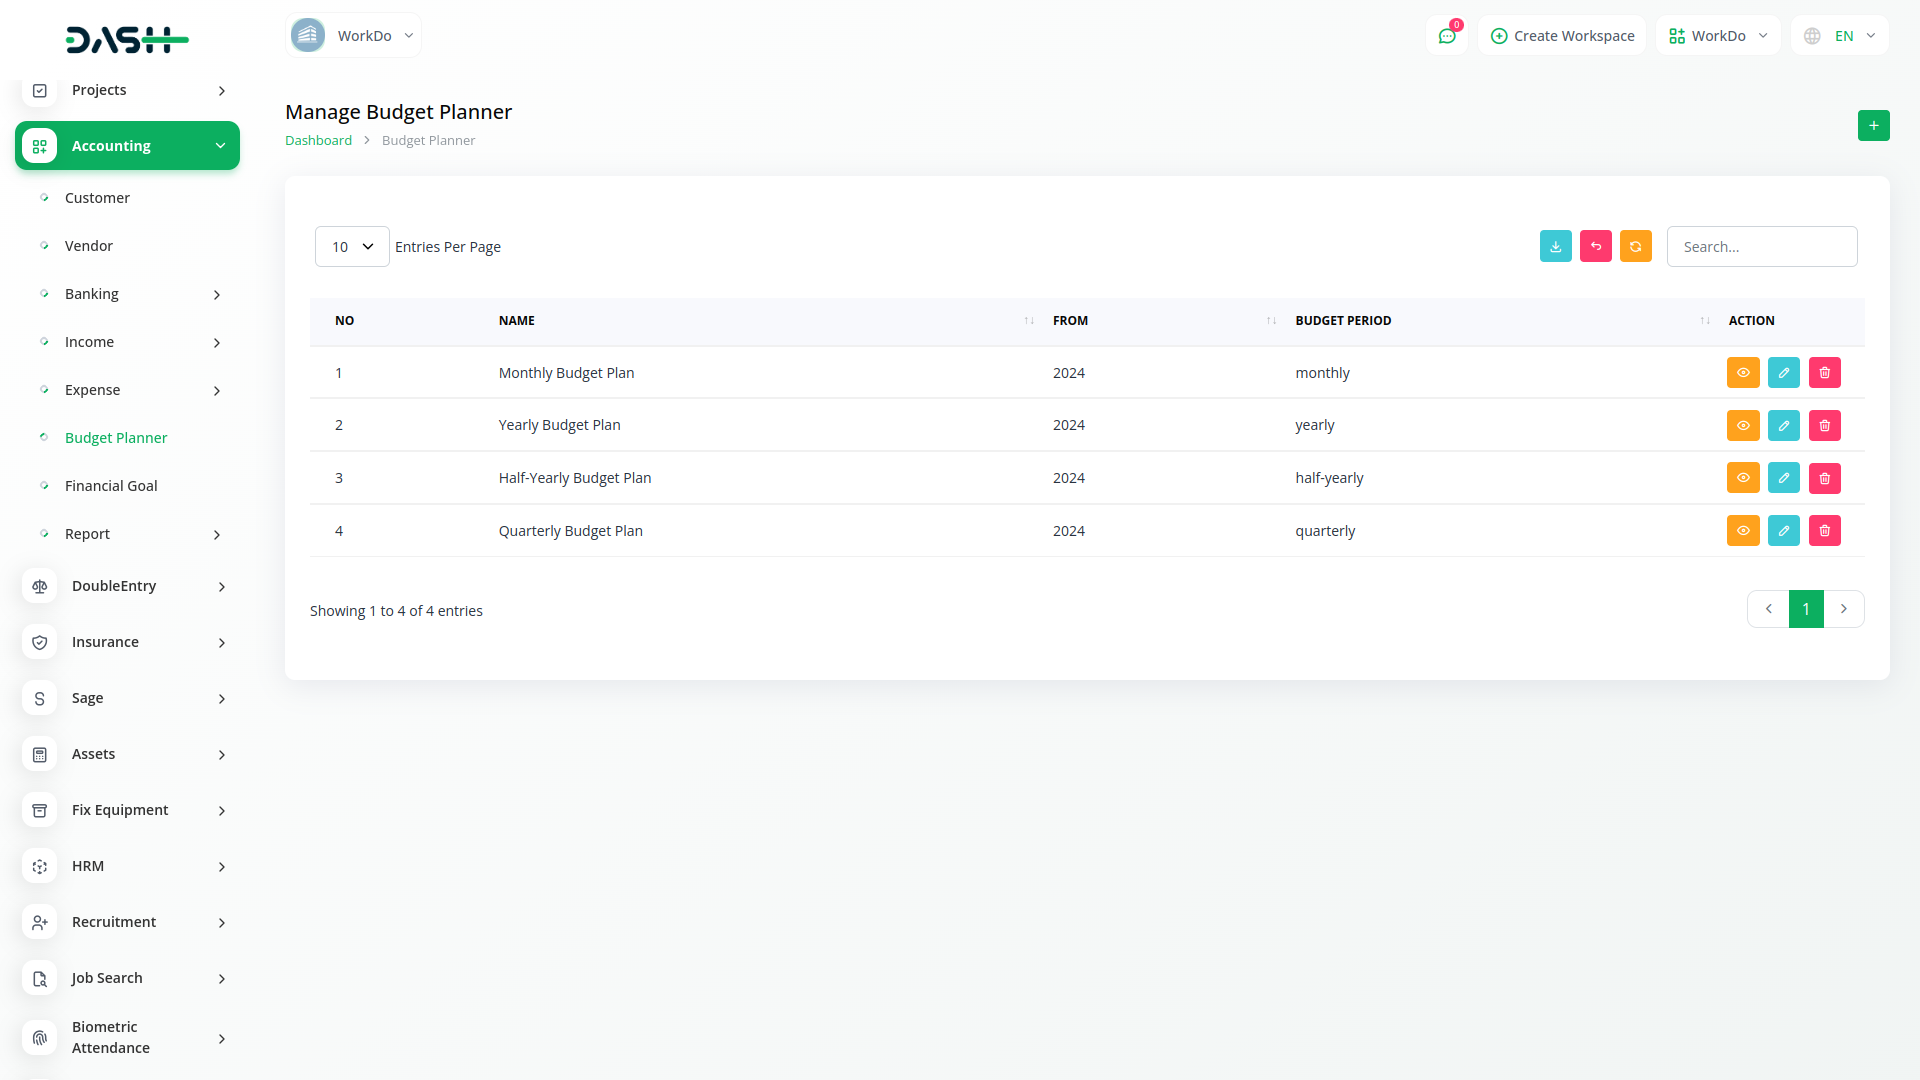 DASH
WorkDo
0
Create Workspace
WorkDo
EN
Projects
Accounting
Customer
Vendor
Banking
Income
Expense
Budget Planner
Financial Goal
Report
DoubleEntry
Insurance
S
Sage
Assets
Fix Equipment
HRM
Recruitment
Job Search
Biometric
Attendance
Manage Budget Planner
Dashboard > Budget Planner
+
10 Entries Per Page
Search...
NO NAME FROM BUDGET PERIOD ACTION
1 Monthly Budget Plan 2024 monthly
2 Yearly Budget Plan 2024 yearly
3 Half-Yearly Budget Plan 2024 half-yearly
4 Quarterly Budget Plan 2024 quarterly
Showing 1 to 4 of 4 entries
1